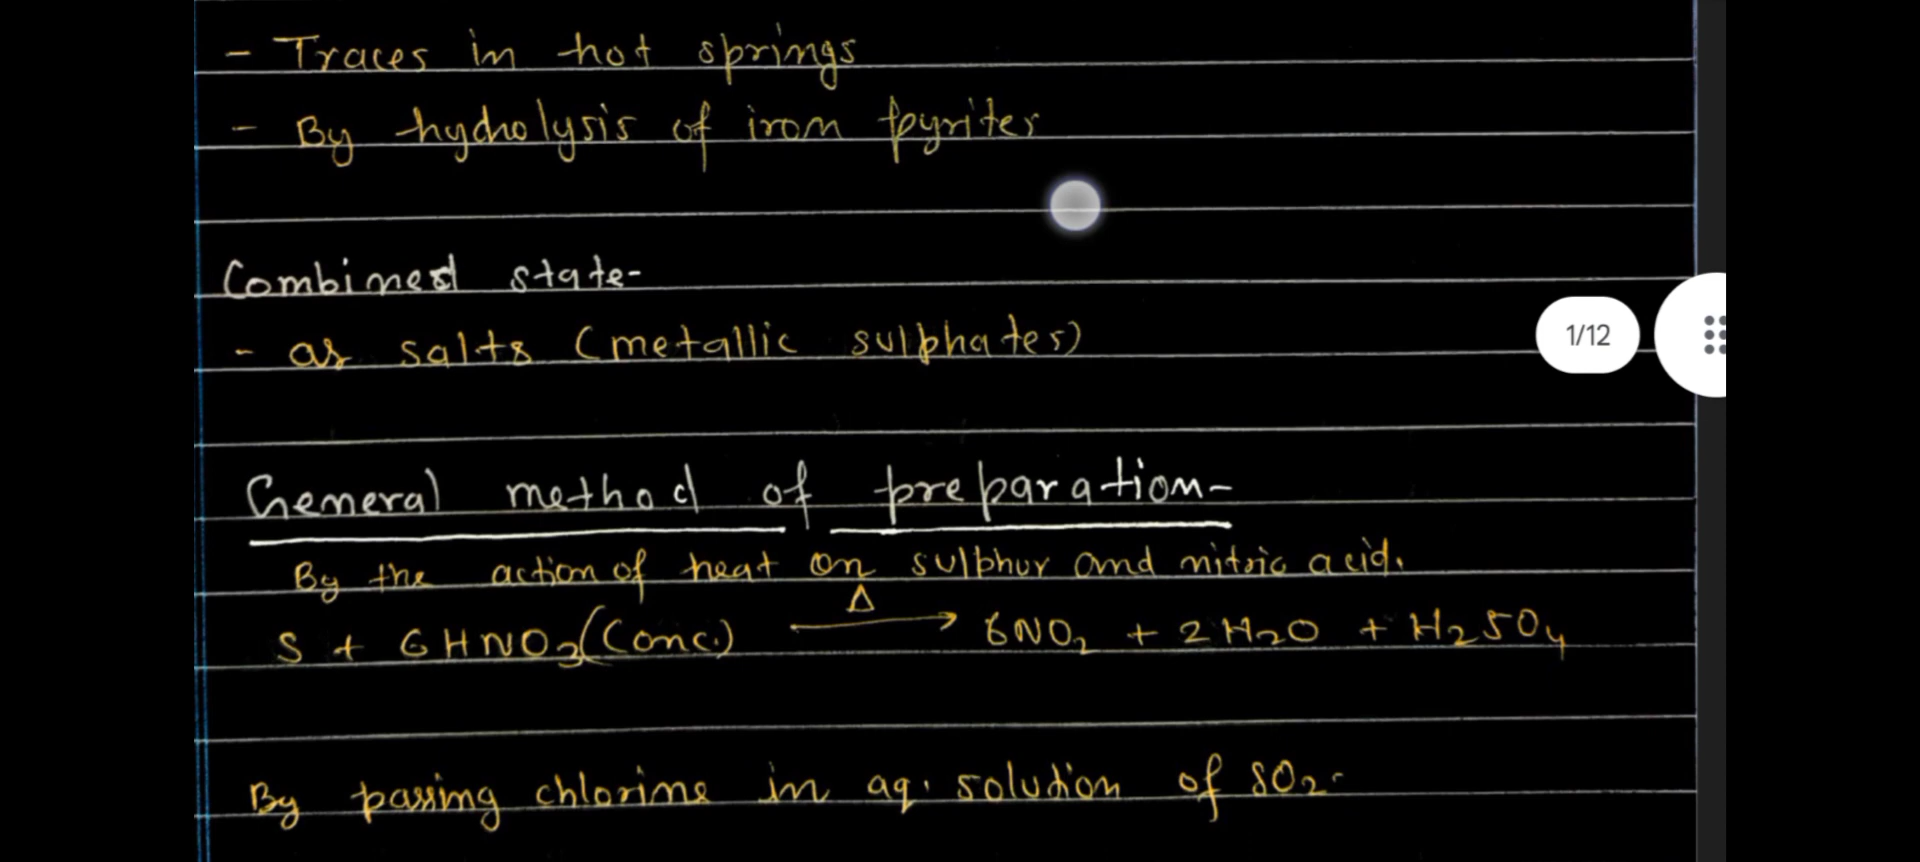 - Traces in hot springs
- By hydrolysis of iron pyrites
Combined state-
- as salts (metallic sulphates)
1/12
General method of preparation-
By the action of heat on sulphur and nitric acid.
Δ
S + 6HNO3(Conc.) → 6NO2 + 2H2O + H2SO4
By passing chlorine in aq. solution of SO2.